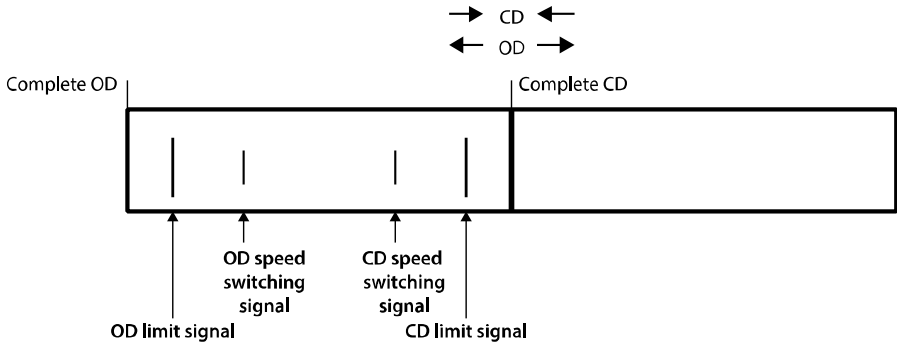 CD
OD
Complete OD
Complete CD
OD speed
switching
signal
CD speed
switching
signal
OD limit signal
CD limit signal